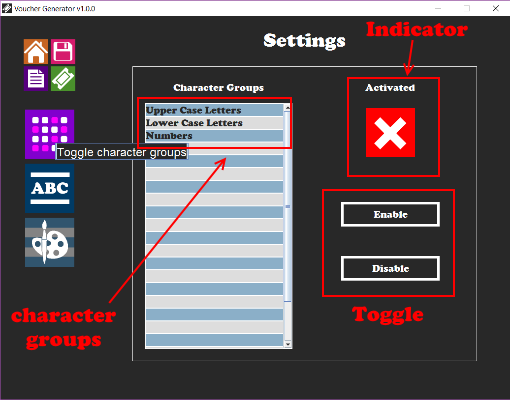 Voucher Generator v1.0.0
Settings
Indicator
Character Groups
Activated
Upper Case Letters
Lower Case Letters
Numbers
Toggle character groups
ABC
Enable
Disable
character
groups
Toggle